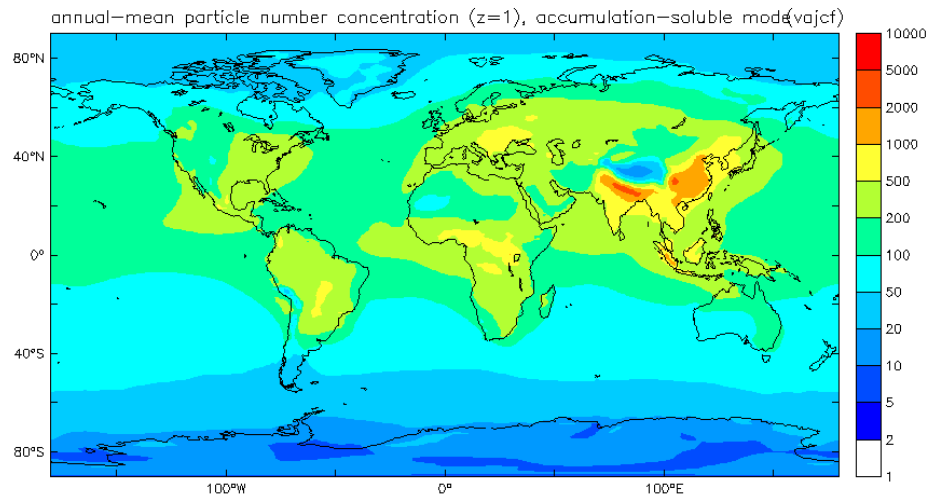 annual-mean particle number concentration (z=1), accumulation-soluble mode(vajcf)
10000
80°N
5000
2000
1000
40°N
500
200
0°
100
50
20
40°S
10
5
2
80°S
1
100°W 0° 100°E